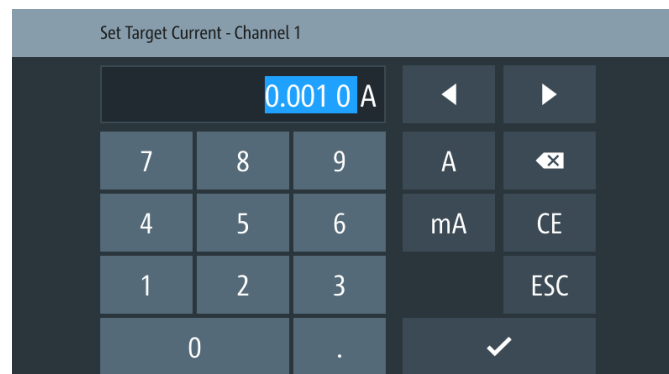 Set Target Current - Channel 1
0.001 0 A
7 8 9 A
4 5 6 mA CE
1 2 3 ESC
0 .